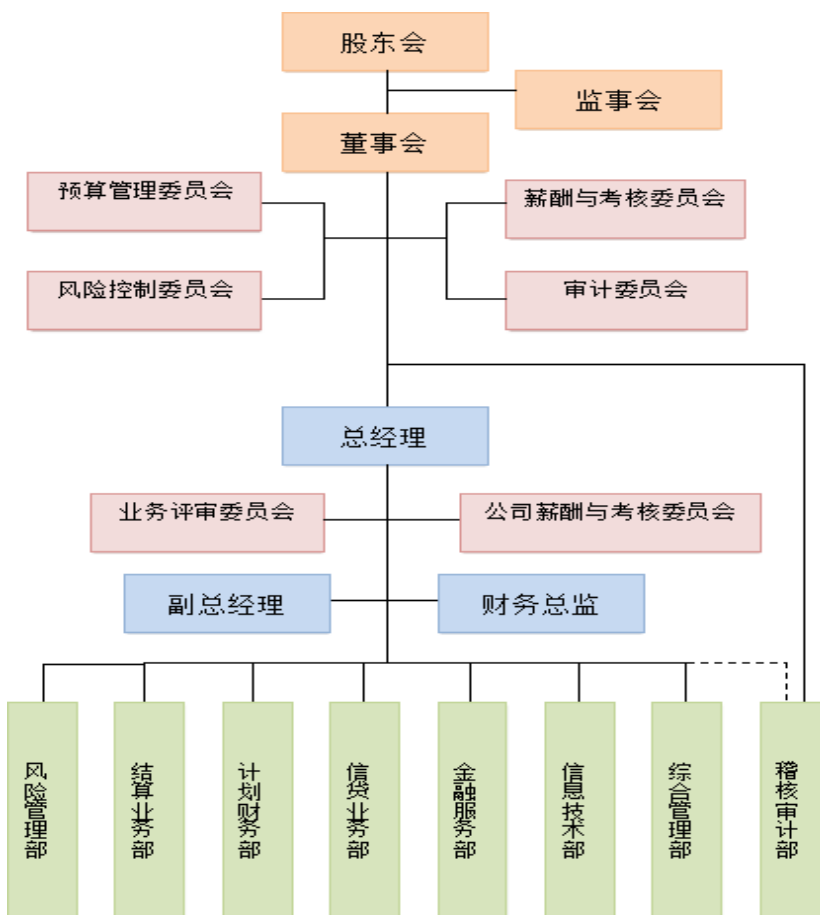 股东会
监事会
董事会
预算管理委员会
薪酬与考核委员会
风险控制委员会
审计委员会
总经理
业务评审委员会
公司薪酬与考核委员会
副总经理
财务总监
风险管理部
结算业务部
计划财务部
信贷业务部
金融服务部
信息技术部
综合管理部
稽核审计部